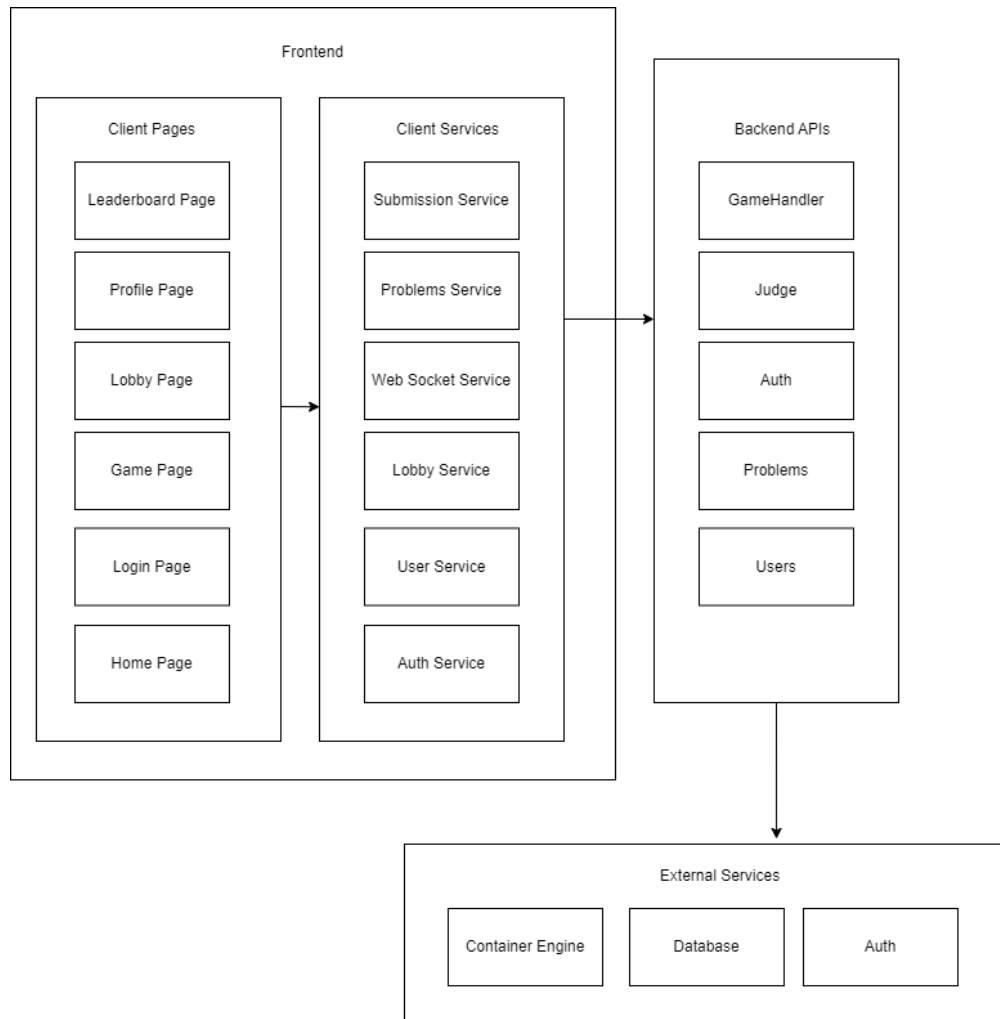 Frontend
Client Pages
Leaderboard Page
Profile Page
Lobby Page
Game Page
Login Page
Home Page
Client Services
Submission Service
Problems Service
Web Socket Service
Lobby Service
User Service
Auth Service
Backend APIs
GameHandler
Judge
Auth
Problems
Users
External Services
Container Engine
Database
Auth